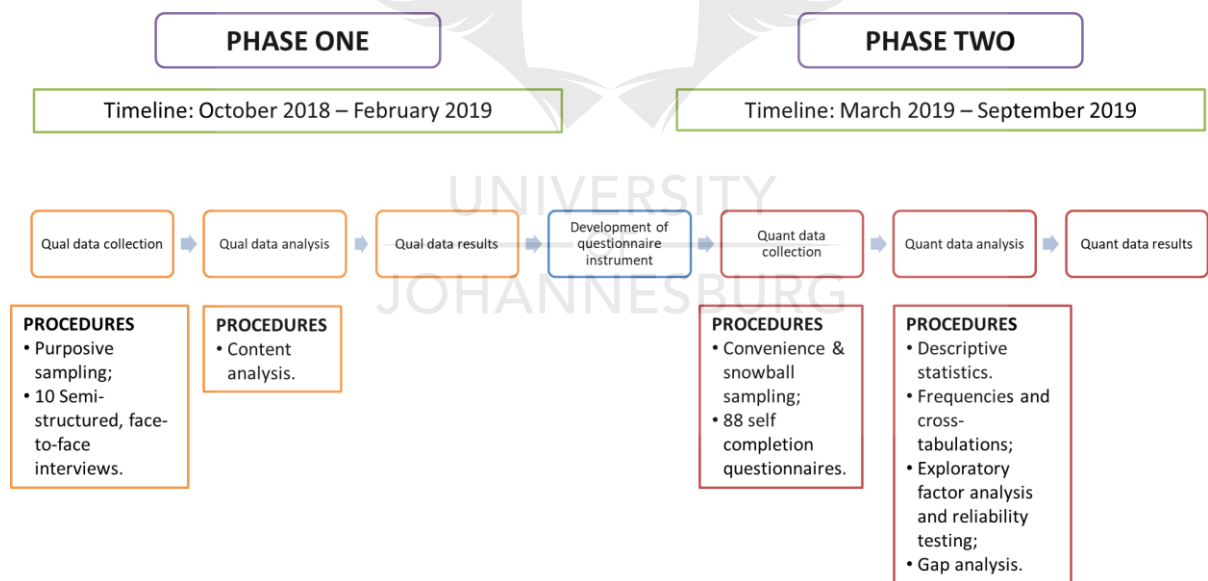 PHASE ONE
PHASE TWO
Timeline: October 2018 – February 2019
Timeline: March 2019 – September 2019
UNIVERSITY
OF
JOHANNESBURG
Qual data collection
Qual data analysis
Qual data results
Development of
questionnaire
instrument
Quant data
collection
Quant data analysis
Quant data results
PROCEDURES
• Purposive
sampling;
• 10 Semi-
structured, face-
to-face
interviews.
PROCEDURES
• Content
analysis.
PROCEDURES
• Convenience &
snowball
sampling;
• 88 self
completion
questionnaires.
PROCEDURES
• Descriptive
statistics.
• Frequencies and
cross-
tabulations;
• Exploratory
factor analysis
and reliability
testing;
• Gap analysis.